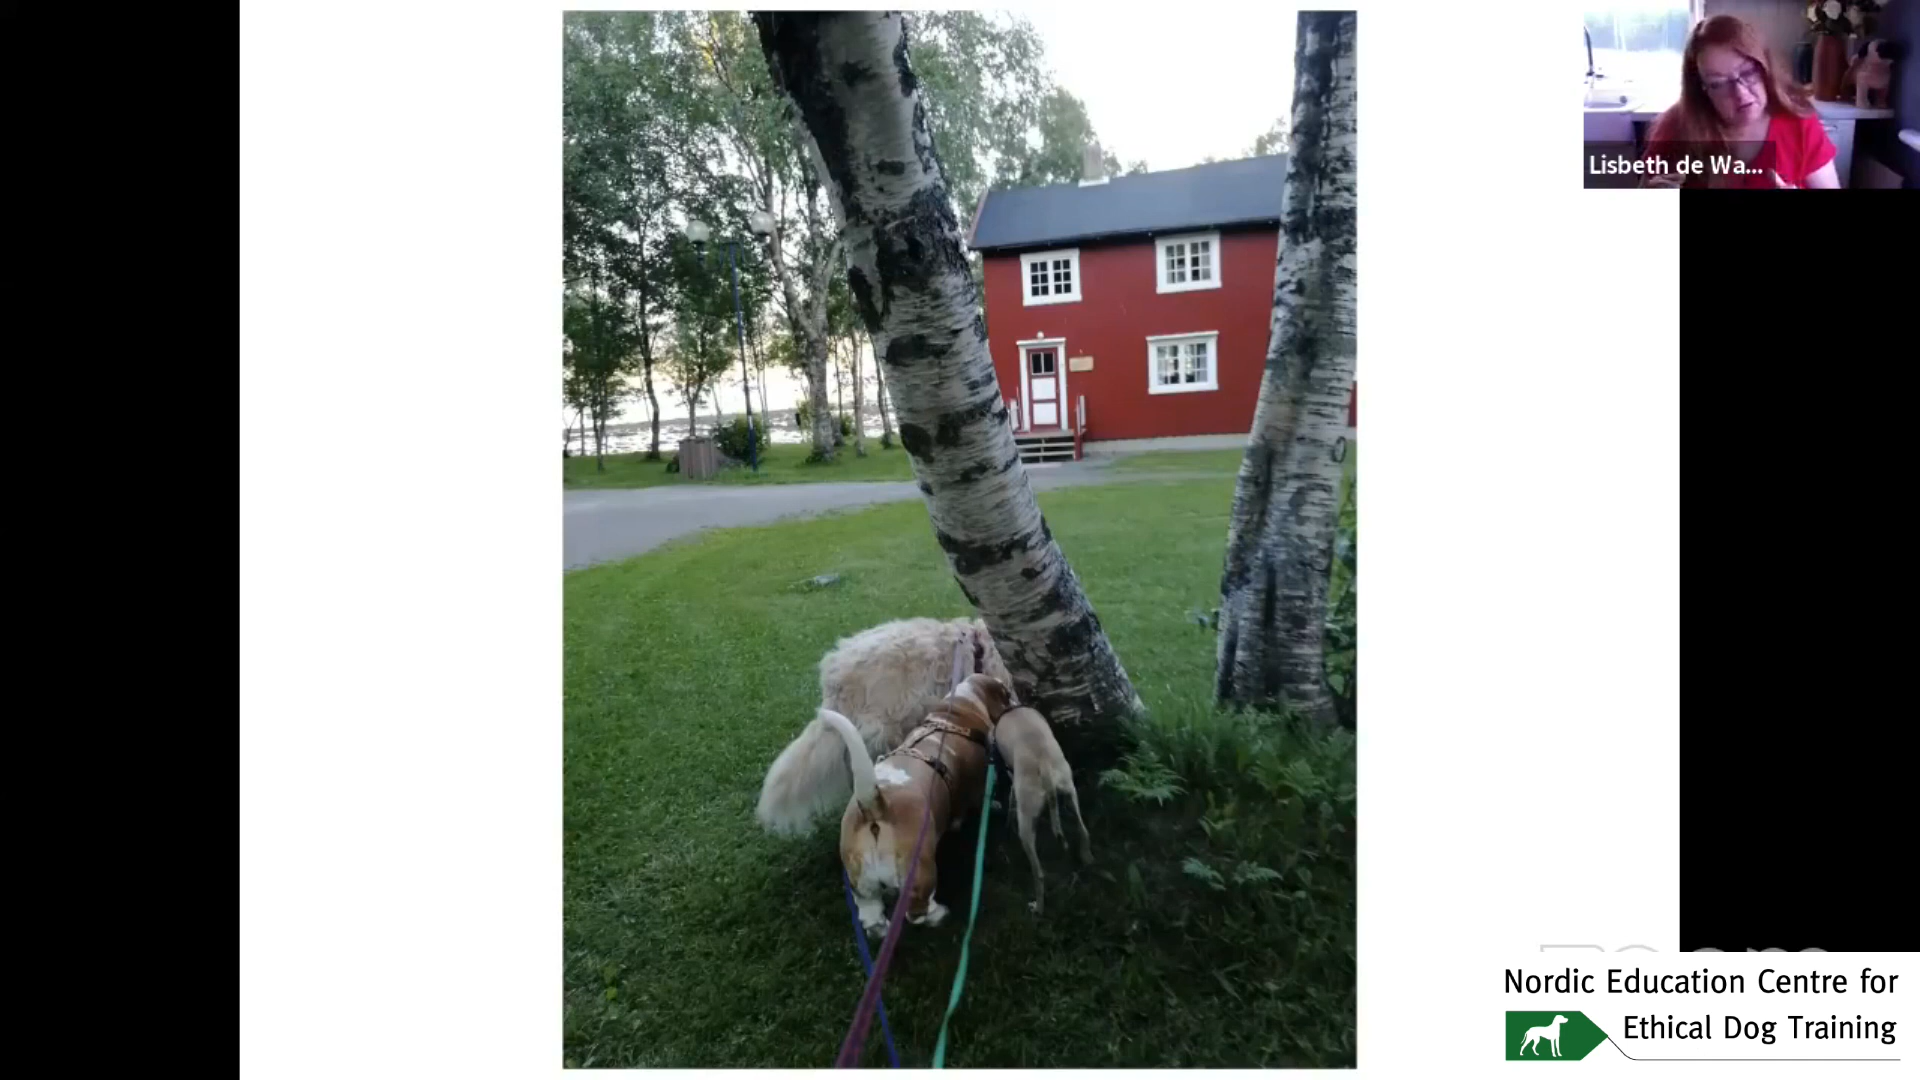 Lisbeth de Wa...
Nordic Education Centre for
Ethical Dog Training